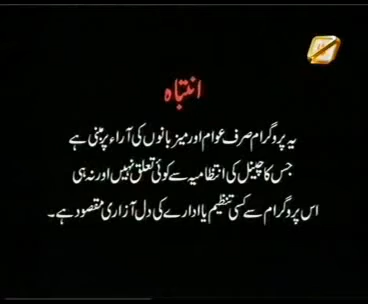 انتباہ
یہ پروگرام صرف عوام اور میزبانوں کی آراء پر مبنی ہے
جس کا چینل کی انتظامیہ سے کوئی تعلق نہیں اور نہ ہی
اس پروگرام سے کسی تنظیم یا ادارے کی دل آزاری مقصود ہے۔